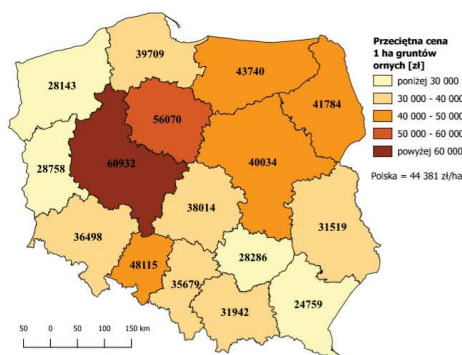 Przeciętna cena
1 ha gruntów
ornych [zł]
poniżej 30 000
30 000 - 40 000
40 000 - 50 000
50 000 - 60 000
powyżej 60 000
Polska = 44 381 zł/ha
39709
43740
28143
41784
56070
28758
60932
40034
38014
31519
36498
48115
28286
35679
31942
24759
50 0 50 100 150 km